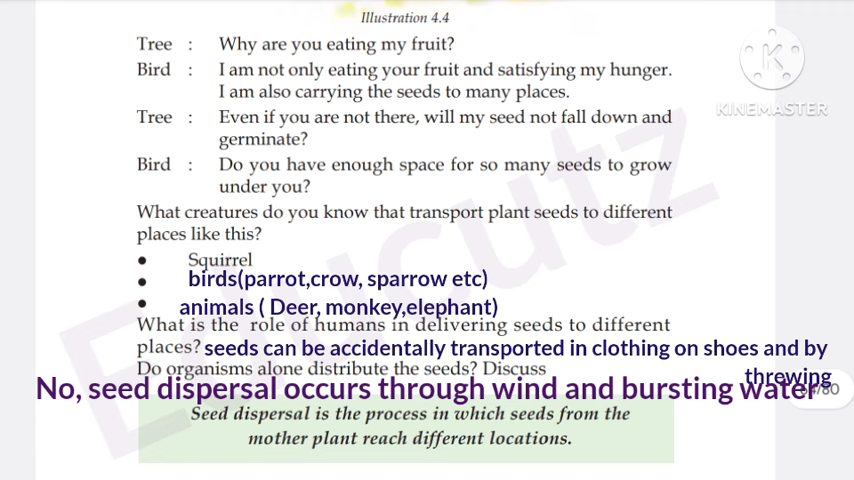 Illustration 4.4
KINEMASTER
Tree : Why are you eating my fruit?
Bird : I am not only eating your fruit and satisfying my hunger.
I am also carrying the seeds to many places.
Tree : Even if you are not there, will my seed not fall down and
germinate?
Bird : Do you have enough space for so many seeds to grow
under you?
What creatures do you know that transport plant seeds to different
places like this?
• Squirrel
• birds(parrot,crow, sparrow etc)
• animals ( Deer, monkey,elephant)
What is the role of humans in delivering seeds to different
places? seeds can be accidentally transported in clothing on shoes and by
threwing
Do organisms alone distribute the seeds? Discuss
No, seed dispersal occurs through wind and bursting water
/80
Seed dispersal is the process in which seeds from the
mother plant reach different locations.
Educutz